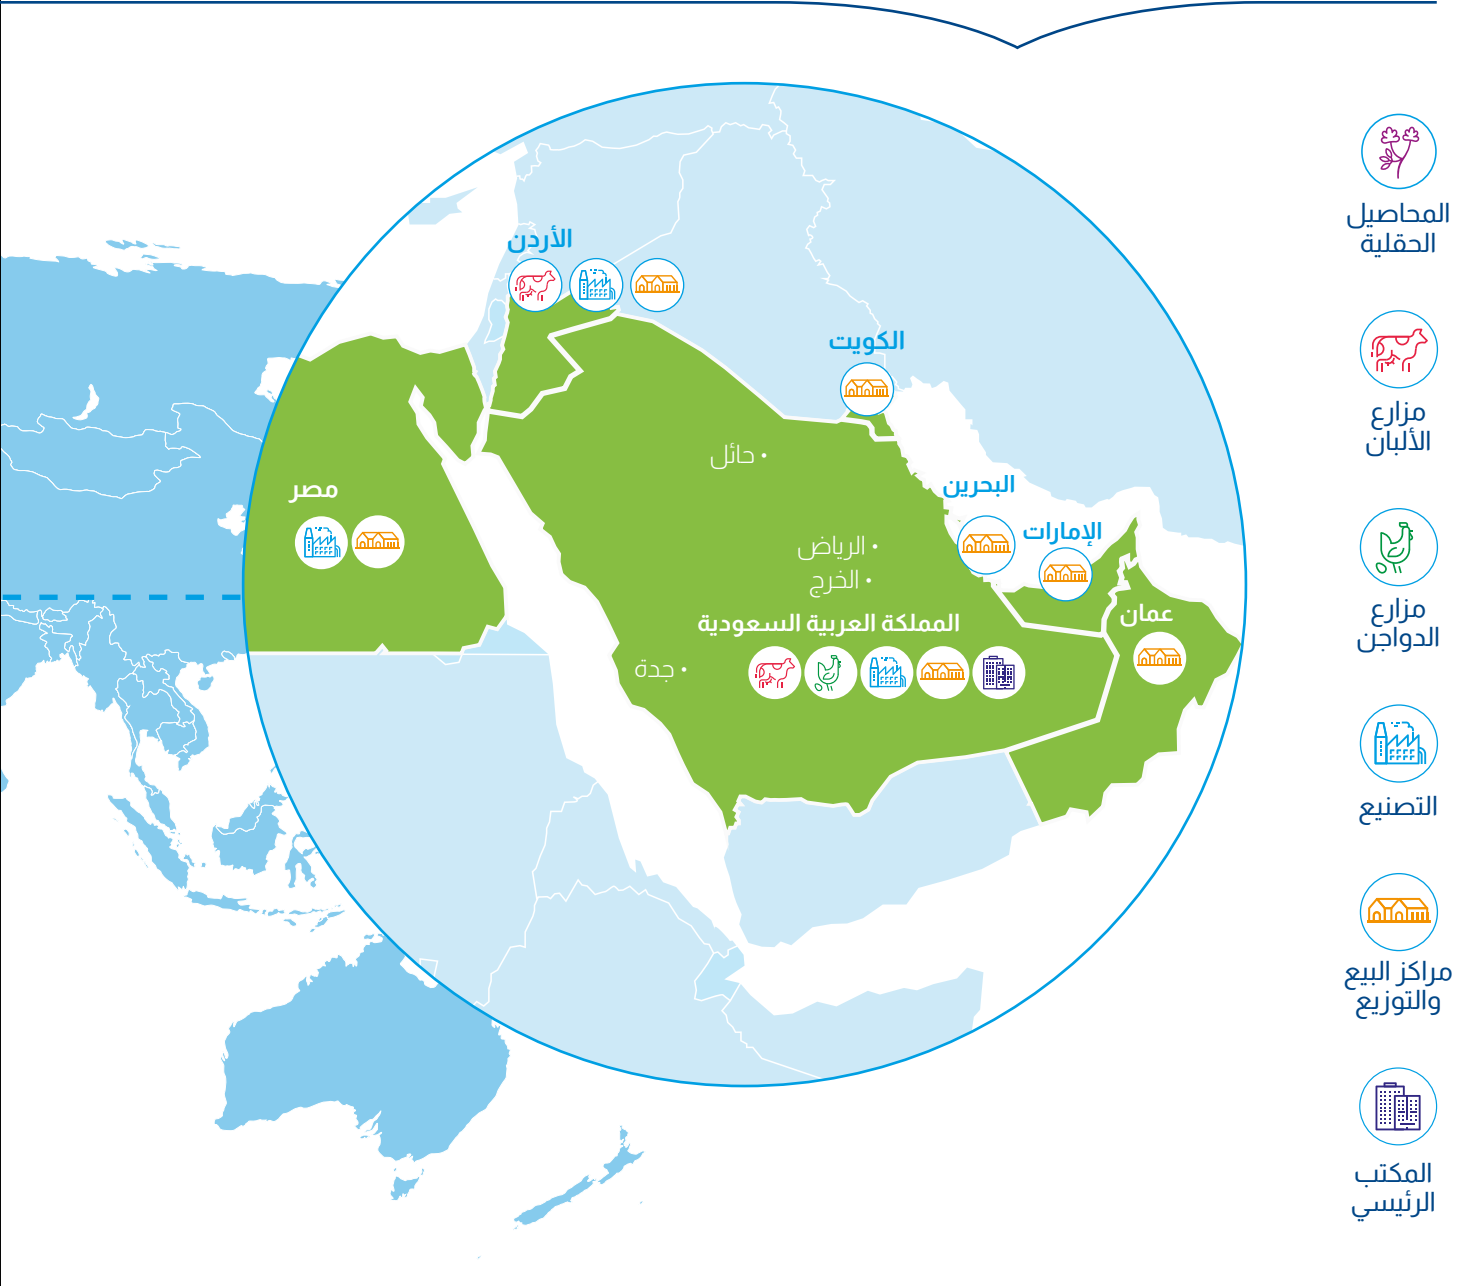 المحاصيل
الحقلية
مزارع
الألبان
مزارع
الدواجن
التصنيع
مراكز البيع
والتوزيع
المكتب
الرئيسي
الأردن
الكويت
حائل
البحرين
مصر
الإمارات
الرياض
الخرج
عمان
المملكة العربية السعودية
جدة